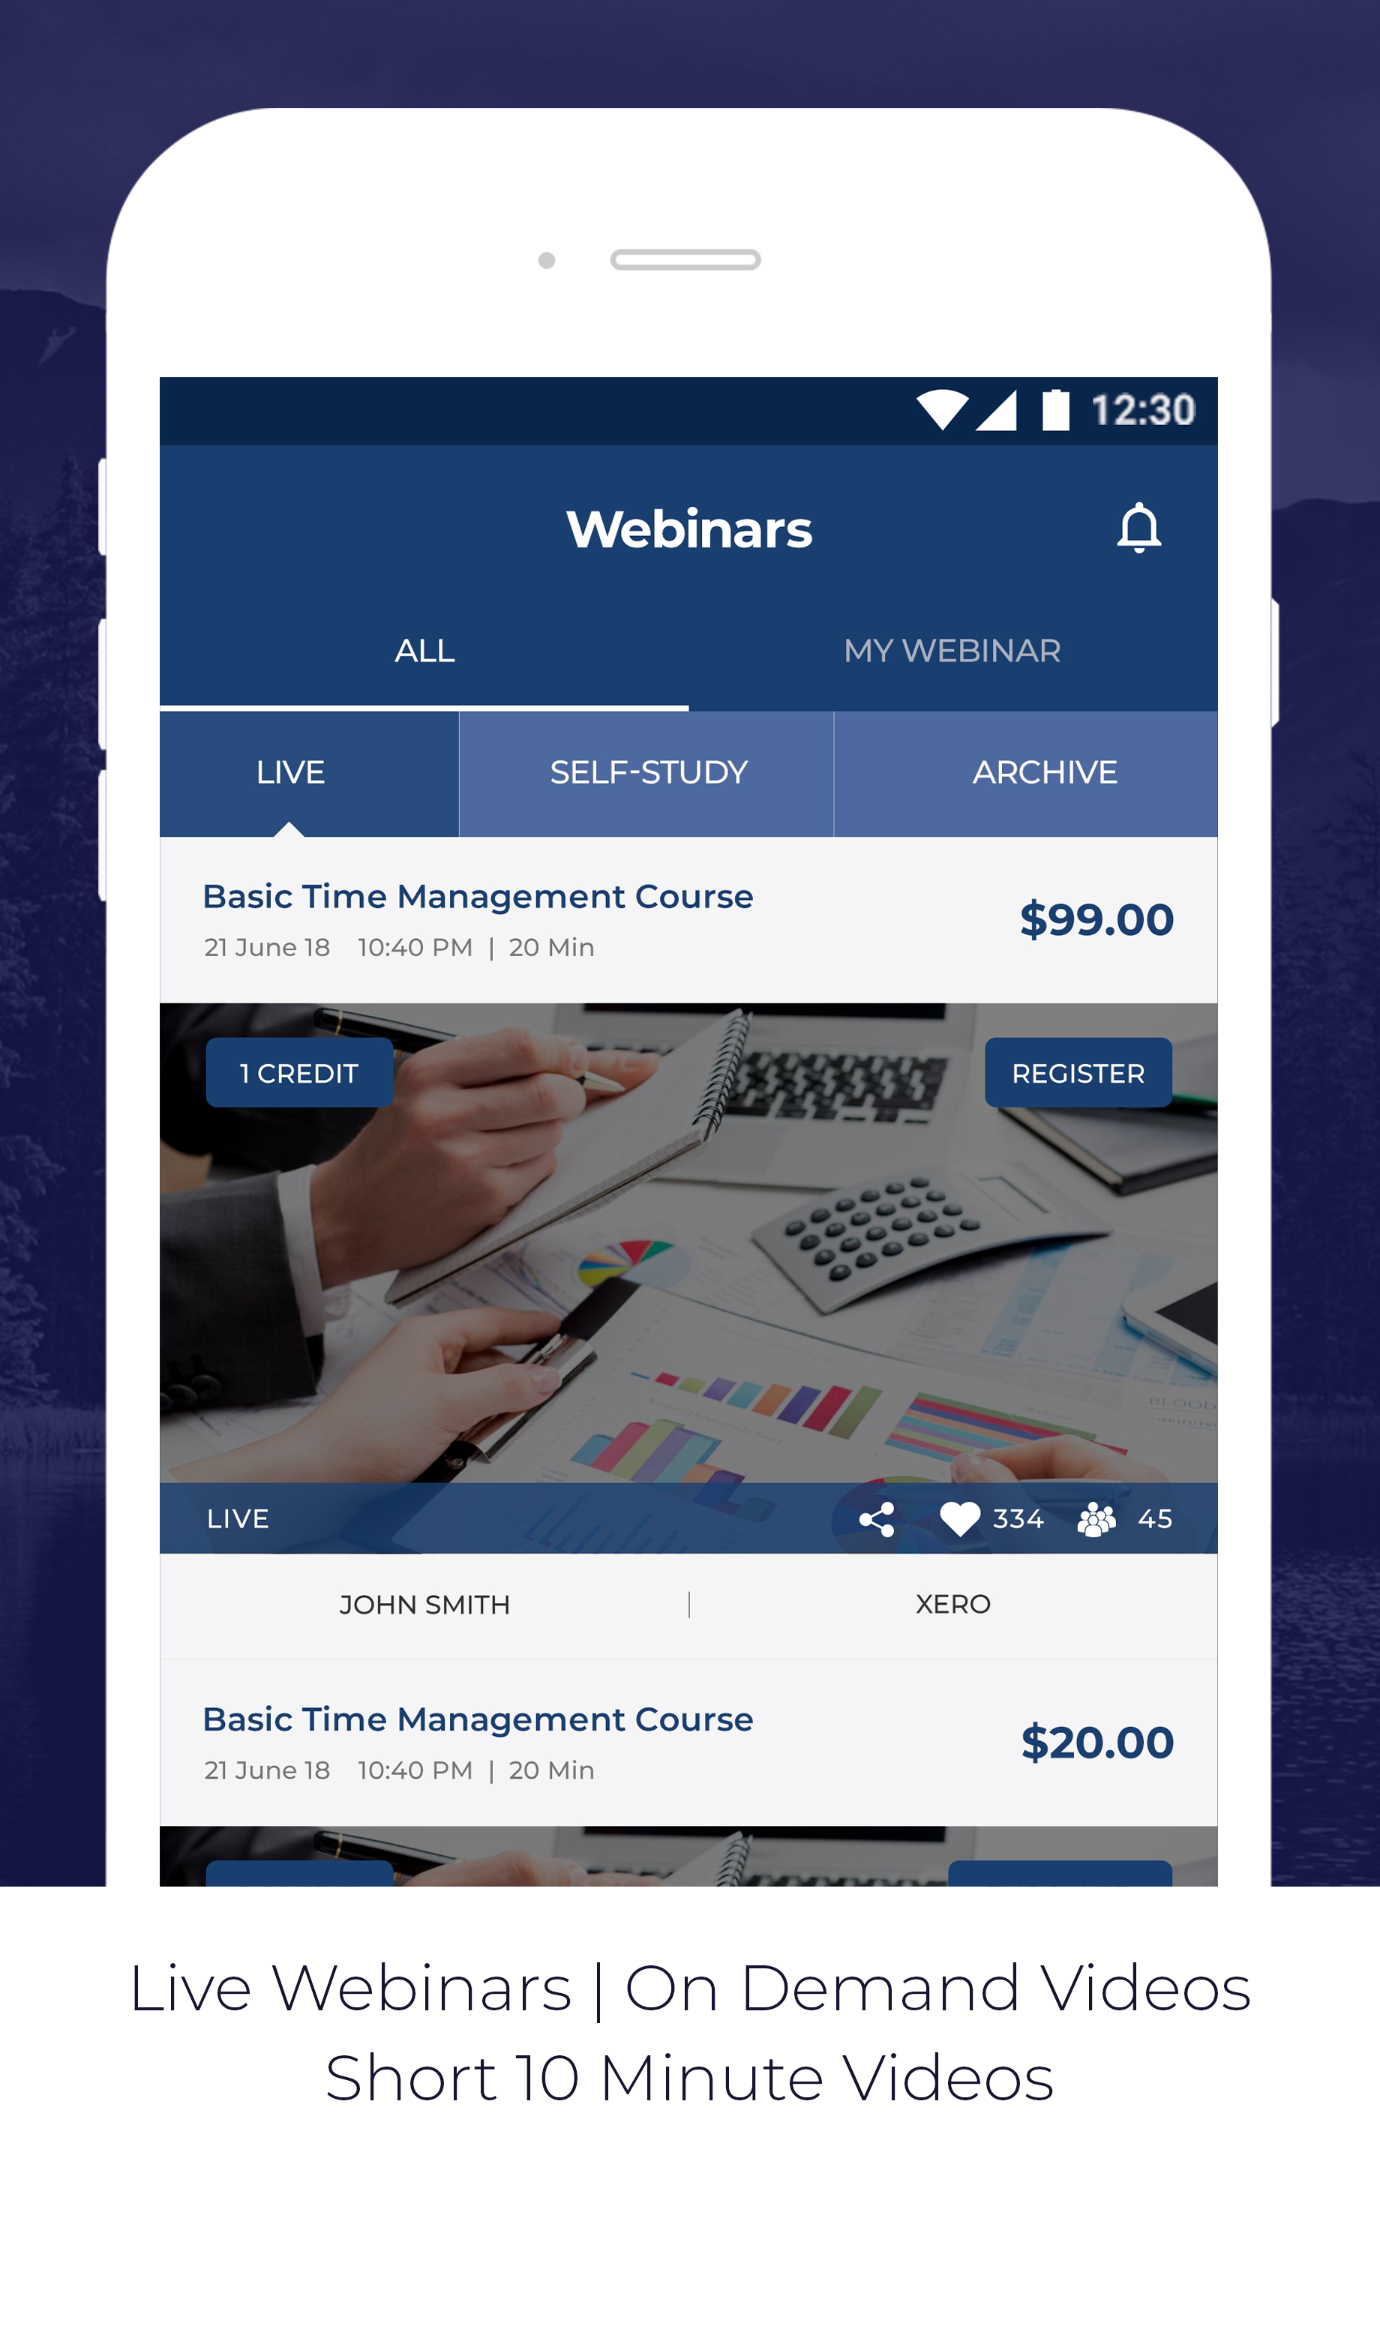 12:30
Webinars
ALL MY WEBINAR
LIVE SELF-STUDY ARCHIVE
Basic Time Management Course
$99.00
21 June 18 10:40 PM | 20 Min
1 CREDIT REGISTER
BLOOD
LIVE 334 45
JOHN SMITH | XERO
Basic Time Management Course
$20.00
21 June 18 10:40 PM | 20 Min
Live Webinars | On Demand Videos
Short 10 Minute Videos